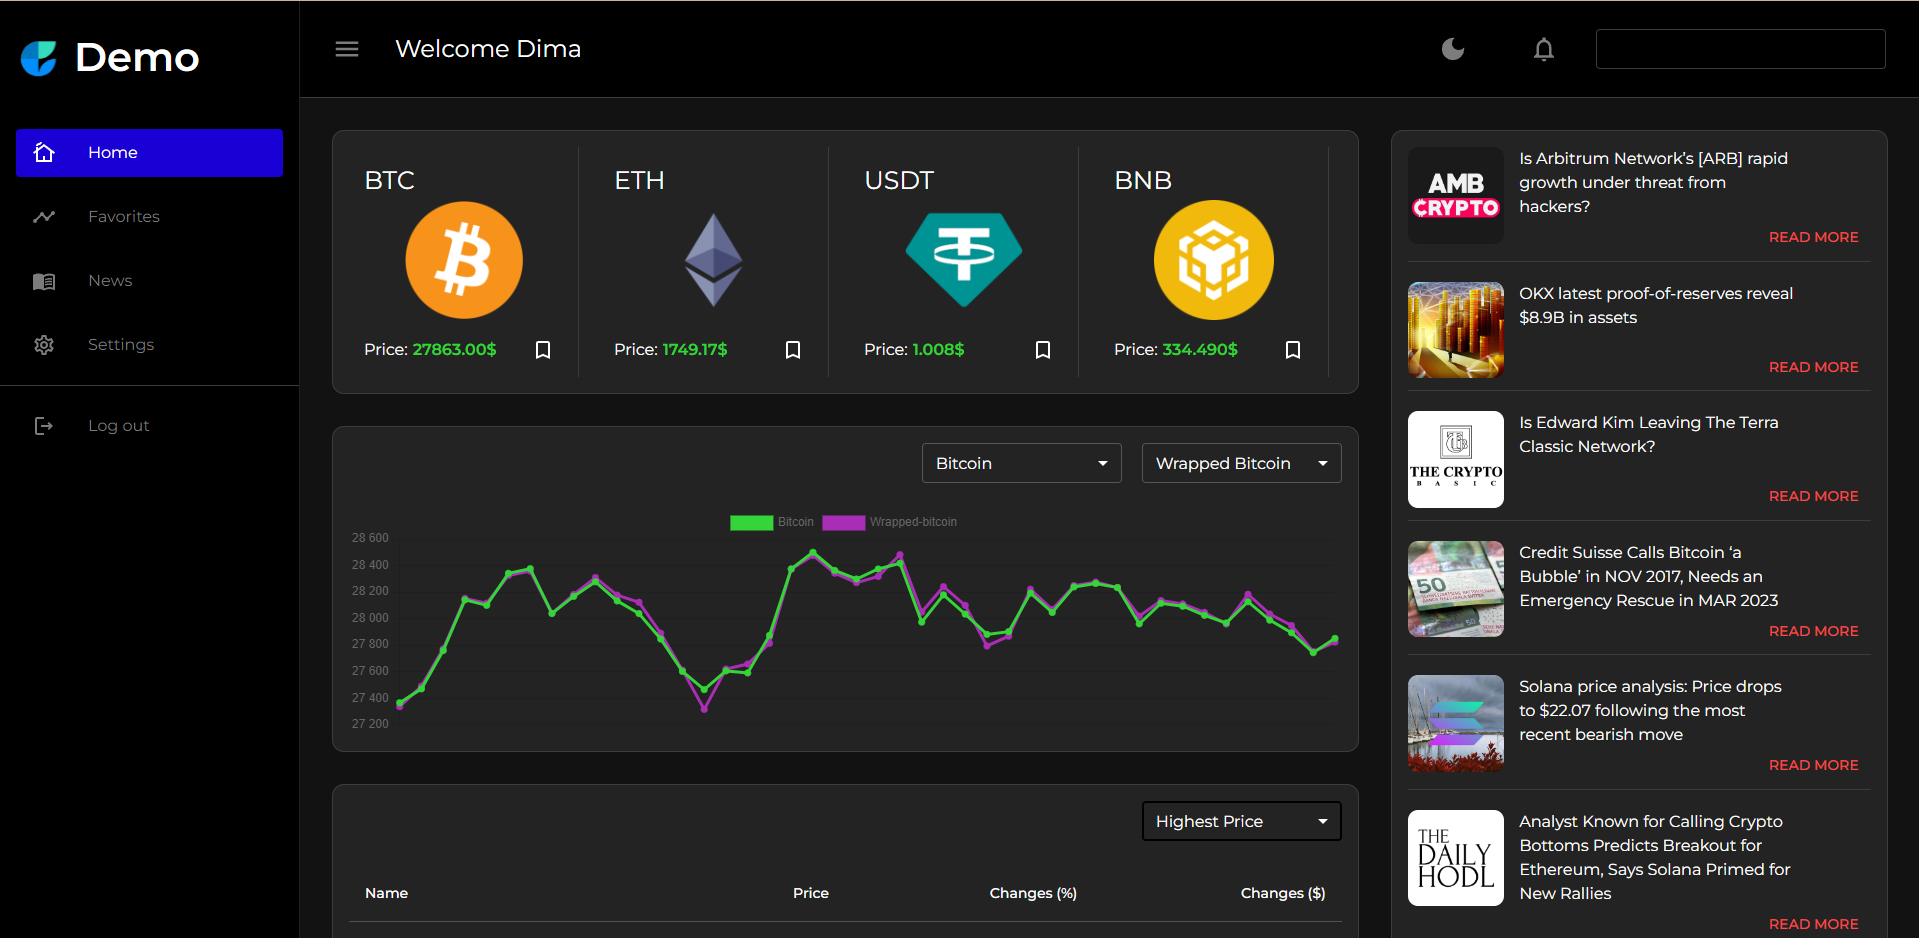 Demo
Welcome Dima
Home
Favorites
News
Settings
Log out
BTC
Price: 27863.00$
ETH
Price: 1749.17$
USDT
Price: 1.008$
BNB
Price: 334.490$
Bitcoin
Wrapped Bitcoin
Bitcoin
Wrapped-bitcoin
28 600
28 400
28 200
28 000
27 800
27 600
27 400
27 200
Highest Price
Name
Price
Changes (%)
Changes ($)
AMB
CRYPTO
Is Arbitrum Network’s [ARB] rapid
growth under threat from
hackers?
READ MORE
OKX latest proof-of-reserves reveal
$8.9B in assets
READ MORE
THE CRYPTO
BASIC
Is Edward Kim Leaving The Terra
Classic Network?
READ MORE
50
50
Credit Suisse Calls Bitcoin ‘a
Bubble’ in NOV 2017, Needs an
Emergency Rescue in MAR 2023
READ MORE
Solana price analysis: Price drops
to $22.07 following the most
recent bearish move
READ MORE
THE
DAILY
HODL
Analyst Known for Calling Crypto
Bottoms Predicts Breakout for
Ethereum, Says Solana Primed for
New Rallies
READ MORE